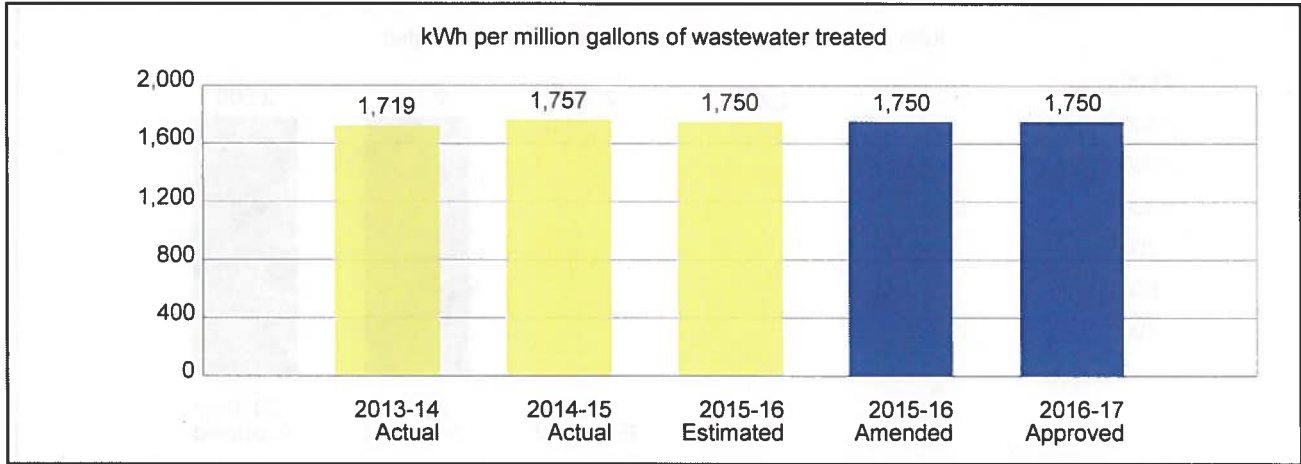 kWh per million gallons of wastewater treated
2,000
1,600
1,200
800
400
0
1,719
1,757
1,750
1,750
1,750
2013-14
Actual
2014-15
Actual
2015-16
Estimated
2015-16
Amended
2016-17
Approved